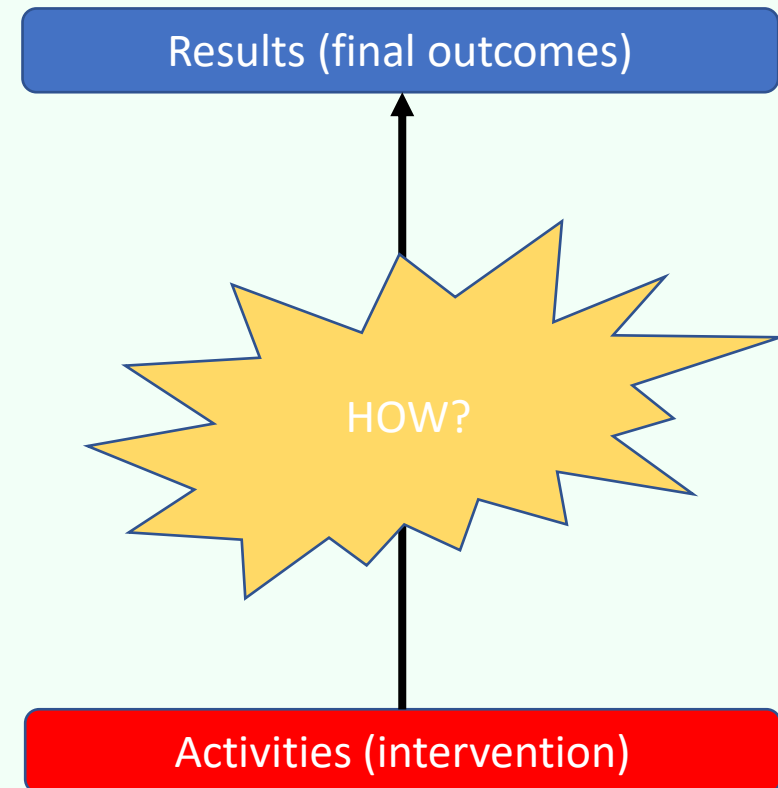 Results (final outcomes)
HOW?
Activities (intervention)